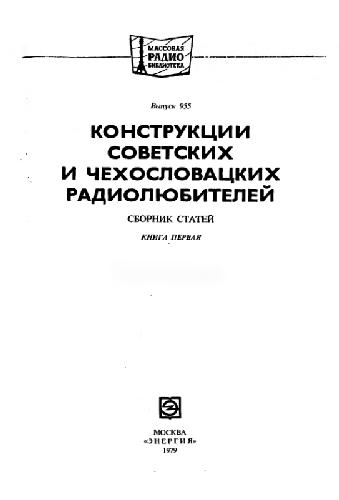 МАССОВАЯ
РАДИО
БИБЛИОТЕКА
Выпуск 935
КОНСТРУКЦИИ
СОВЕТСКИХ
И ЧЕХОСЛОВАЦКИХ
РАДИОЛЮБИТЕЛЕЙ
СБОРНИК СТАТЕЙ
КНИГА ПЕРВАЯ
МОСКВА
«ЭНЕРГИЯ»
1979